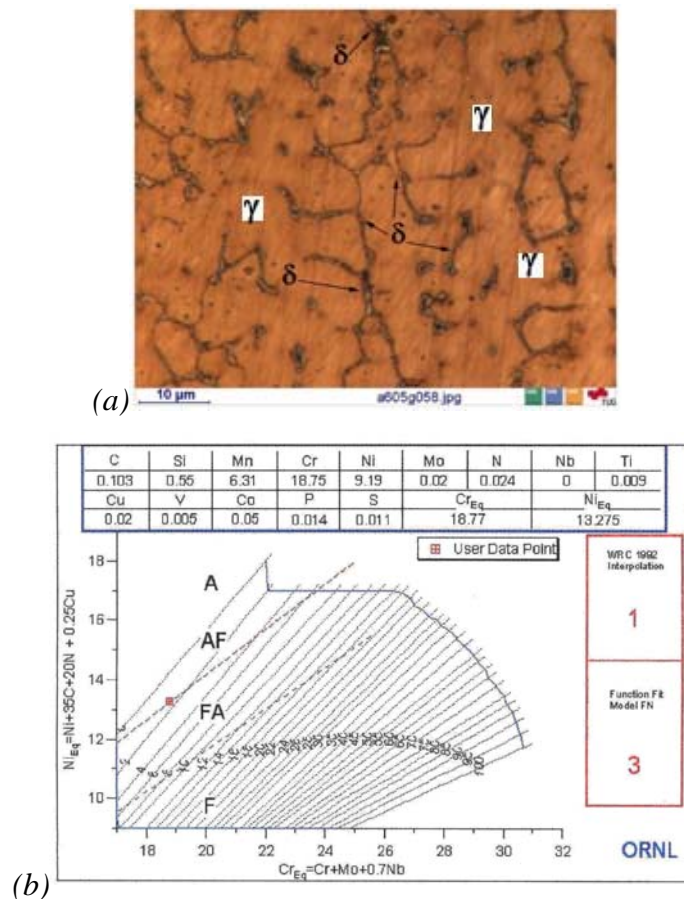 δ
γ
γ
δ
γ
δ
(a)
10 μm
a605g058.jpg
C Si Mn Cr Ni Mo N Nb Ti
0.103 0.55 6.31 18.75 9.19 0.02 0.024 0 0.009
Cu V Co P S CrEq NiEq
0.02 0.005 0.05 0.014 0.011 18.77 13.275
User Data Point
WRC 1992
Interpolation
1
Function Fit
Model FN
3
ORNL
NiEq=Ni+35C+20N + 0.25Cu
18
16
14
12
10
A
AF
FA
F
18 20 22 24 26 28 30 32
CrEq=Cr+Mo+0.7Nb
(b)